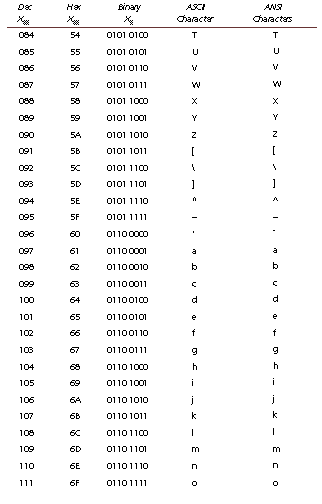 Dec Hex Binary ASCII ANSI
X X X Character Character
084 54 0101 0100 T T
085 55 0101 0101 U U
086 56 0101 0110 V V
087 57 0101 0111 W W
088 58 0101 1000 X X
089 59 0101 1001 Y Y
090 5A 0101 1010 Z Z
091 5B 0101 1011 [ [
092 5C 0101 1100 \ \
093 5D 0101 1101 ] ]
094 5E 0101 1110 ^ ^
095 5F 0101 1111 _ _
096 60 0110 0000 ` `
097 61 0110 0001 a a
098 62 0110 0010 b b
099 63 0110 0011 c c
100 64 0110 0100 d d
101 65 0110 0101 e e
102 66 0110 0110 f f
103 67 0110 0111 g g
104 68 0110 1000 h h
105 69 0110 1001 i i
106 6A 0110 1010 j j
107 6B 0110 1011 k k
108 6C 0110 1100 l l
109 6D 0110 1101 m m
110 6E 0110 1110 n n
111 6F 0110 1111 o o